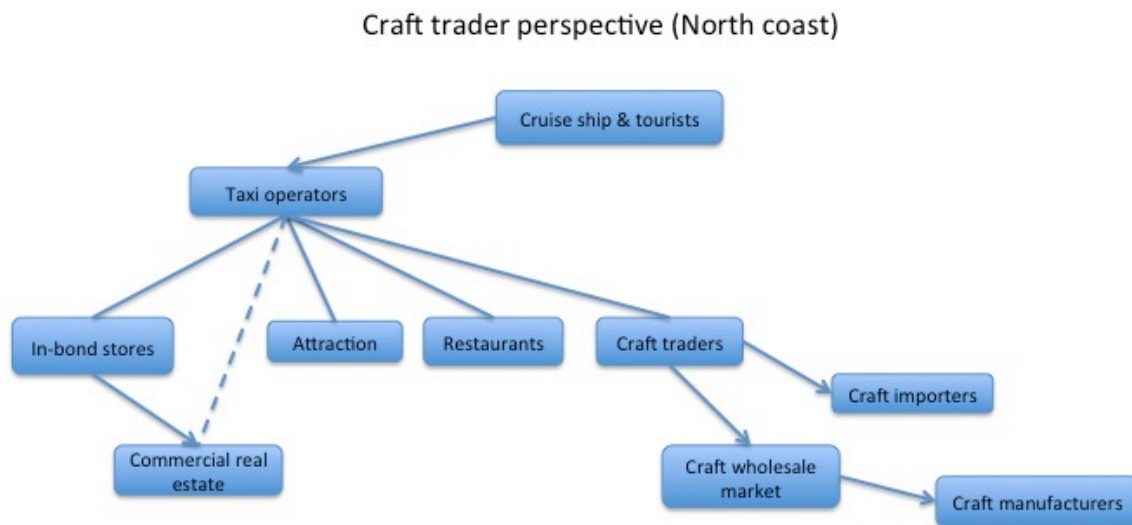 Craft trader perspective (North coast)
Cruise ship & tourists
Taxi operators
In-bond stores
Attraction
Restaurants
Craft traders
Craft importers
Commercial real
estate
Craft wholesale
market
Craft manufacturers